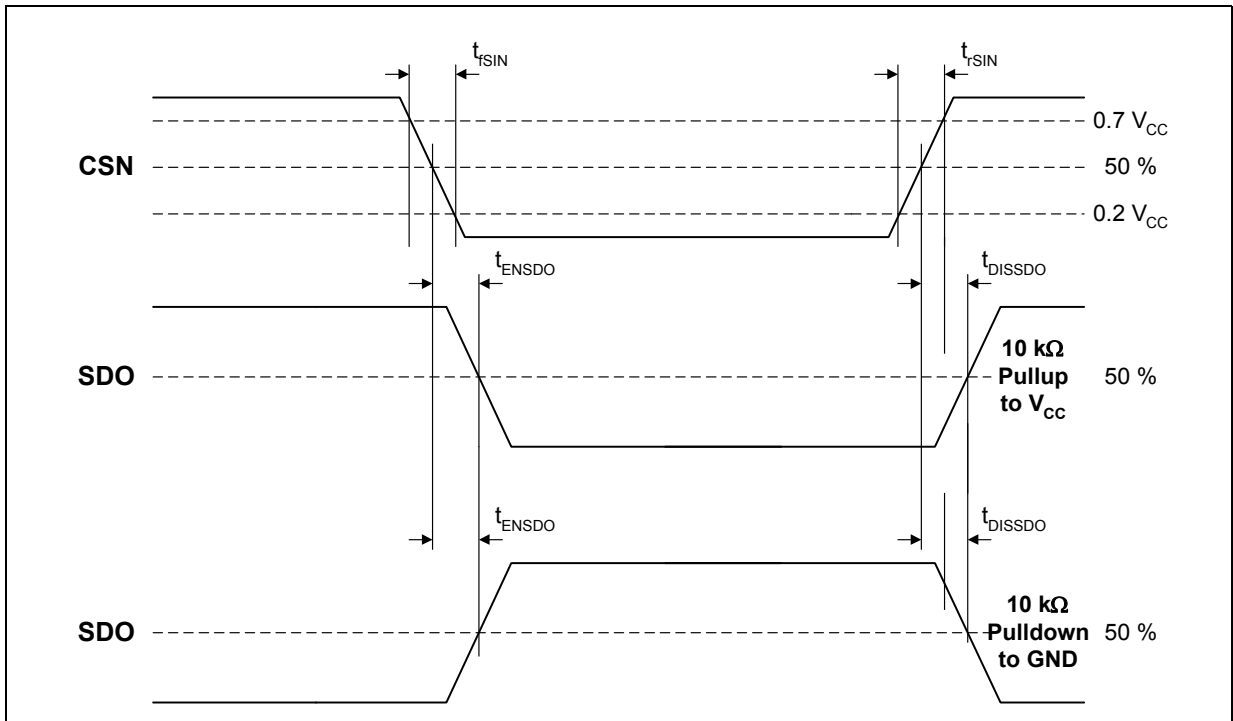 tfSIN
trSIN
0.7 VCC
CSN
50 %
0.2 VCC
tENSDO
tDISSDO
10 kΩ
SDO
Pullup
50 %
to VCC
tENSDO
tDISSDO
10 kΩ
SDO
Pulldown
50 %
to GND